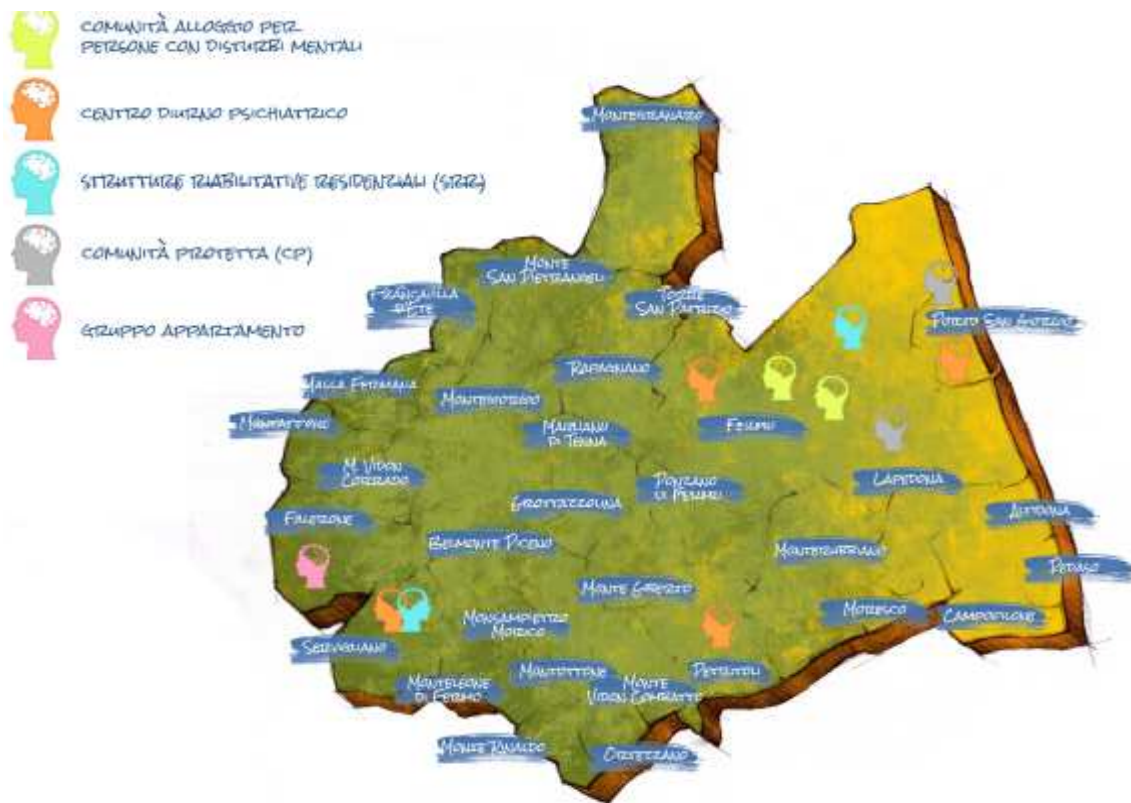 COMUNITÀ ALLOGGIO PER
PERSONE CON DISTURBI MENTALI
CENTRO DIURNO PSICHIATRICO
STRUTTURE RIABILITATIVE RESIDENZIALI (SRR)
COMUNITÀ PROTETTA (CP)
GRUPPO APPARTAMENTO
MONTEGRANARO
MONTE
SAN PIETRANGELI
FRANCAVILLA
D'ETE
TORRE
SAN PATRIZIO
PORTO SAN GIORGIO
RAPAGNANO
MASSA FERMANA
MONTEGIORGIO
MONTAPPONE
MAGLIANO
DI TENNA
FERMO
M. VIDON
CORRADO
PONZANO
DI FERMO
LAPEDONA
GROTTAZZOLINA
FALERONE
ALTIDONA
BELMONTE PICENO
MONTERUBBIANO
PEDASO
MONTE GIBERTO
MORESCO
CAMPOFILONE
MONSAMPIETRO
MORICO
SERVIGLIANO
MONTOTTONE
PETRITOLI
MONTELEONE
DI FERMO
MONTE
VIDON COMBATTE
MONTE RINALDO
ORTEZZANO